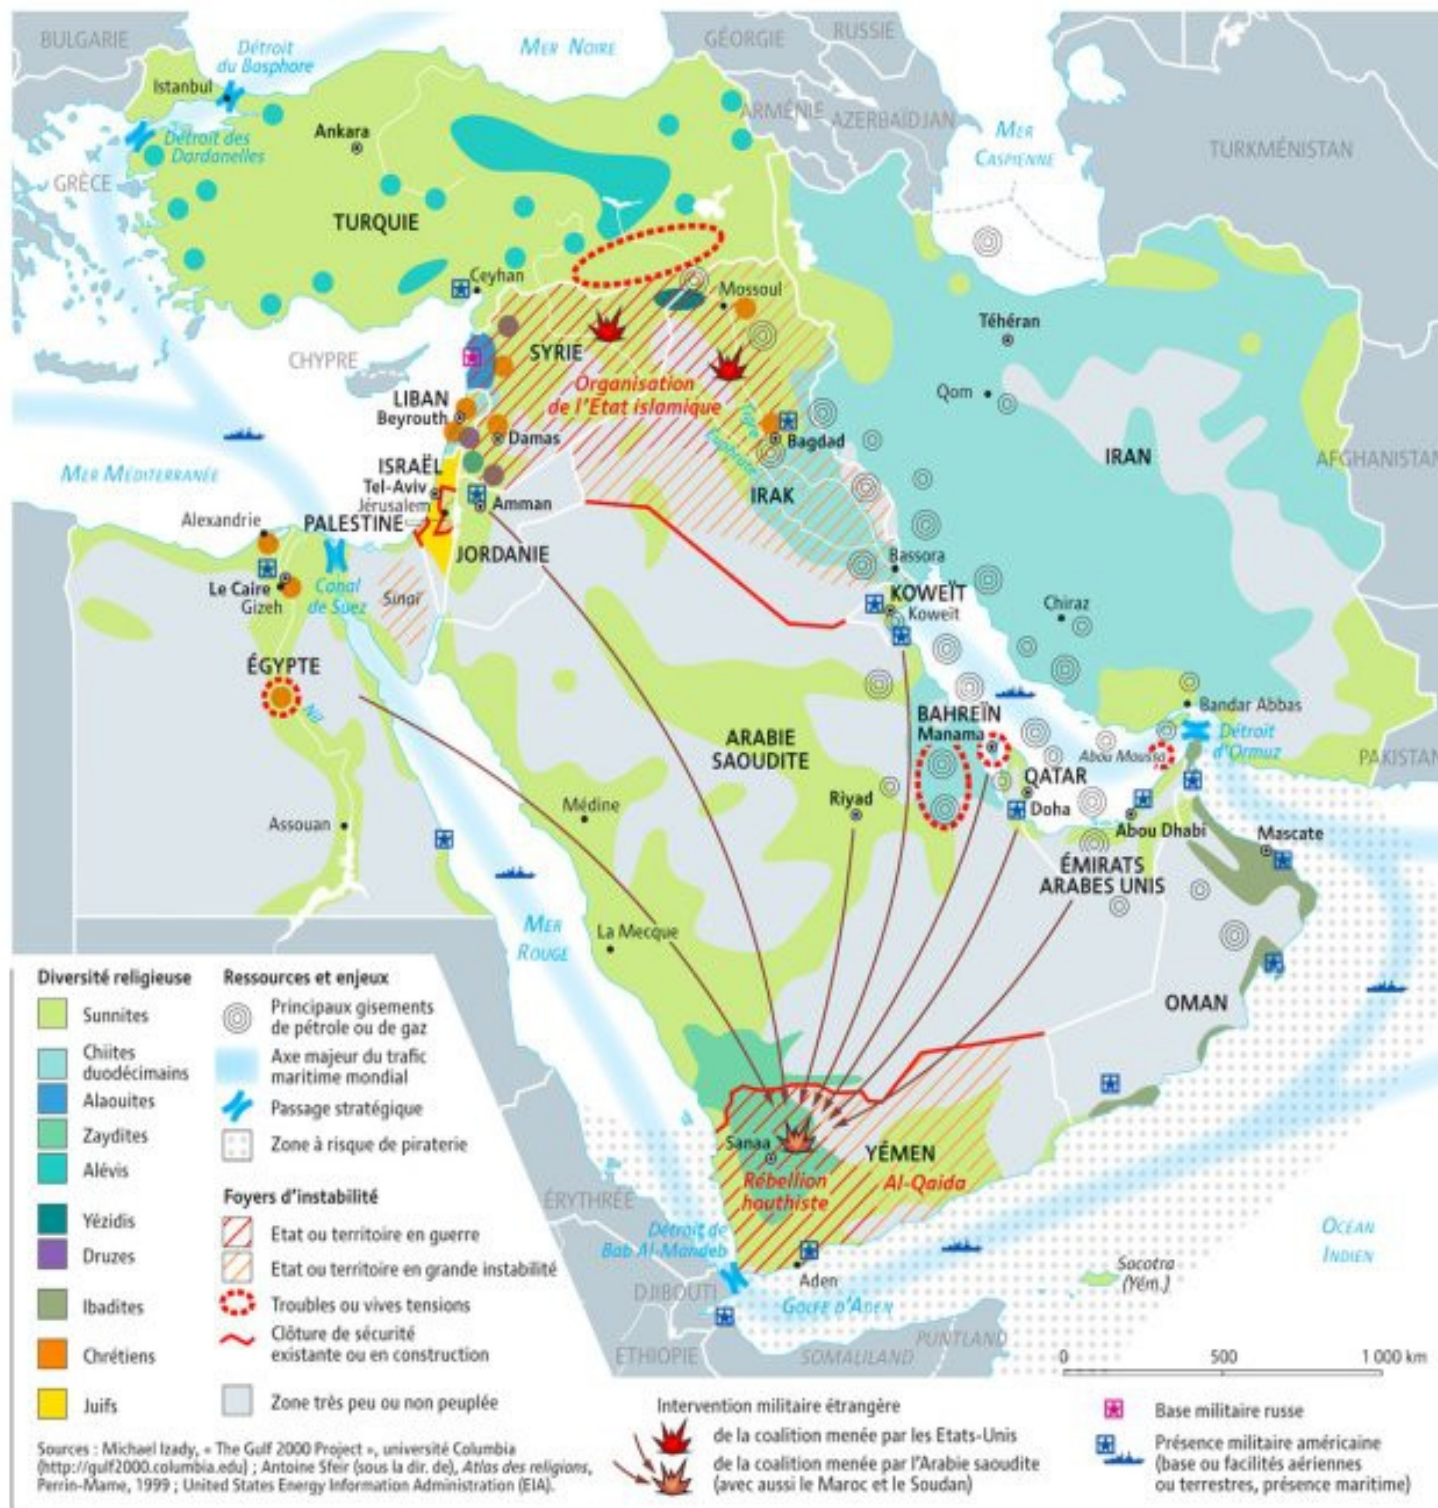 BULGARIE
Détroit
du Bosphore
MER NOIRE
GÉORGIE
RUSSIE
Istanbul
ARMÉNIE
AZERBAÏDJAN
MER
CASPIENNE
TURKMÉNISTAN
Ankara
Détroit des
Dardanelles
GRÈCE
TURQUIE
Ceyhan
Mossoul
Téhéran
CHYPRE
SYRIE
Organisation
de l'Etat islamique
Qom
LIBAN
Beyrouth
Damas
Tigre
Euphrate
Bagdad
IRAN
AFGHANISTAN
MER MÉDITERRANÉE
ISRAËL
Tel-Aviv
Jérusalem
IRAK
Amman
Alexandrie
PALESTINE
JORDANIE
Bassora
Le Caire
Gizeh
Canal
de Suez
Sinaï
KOWEÏT
Koweït
Chiraz
ÉGYPTE
Nil
Bandar Abbas
BAHREÏN
Manama
ARABIE
SAOUDITE
Détroit
d'Ormuz
Abou Moussa
PAKISTAN
QATAR
Doha
Médine
Riyad
Assouan
Abou Dhabi
Mascate
ÉMIRATS
ARABES UNIS
MER
ROUGE
La Mecque
OMAN
Sanaa
YÉMEN
Rébellion
houthiste
Al-Qaida
ÉRYTHRÉE
Détroit de
Bab Al-Mandeb
OCÉAN
INDIEN
Aden
Socotra
(Yém.)
DJIBOUTI
GOLFE D'ADEN
PUNTLAND
ÉTHIOPIE
SOMALILAND
0 500 1 000 km
Diversité religieuse
Sunnites
Chiites
duodécimains
Alaouites
Zaydites
Alévis
Yézidis
Druzes
Ibadites
Chrétiens
Juifs
Ressources et enjeux
Principaux gisements
de pétrole ou de gaz
Axe majeur du trafic
maritime mondial
Passage stratégique
Zone à risque de piraterie
Foyers d'instabilité
Etat ou territoire en guerre
Etat ou territoire en grande instabilité
Troubles ou vives tensions
Clôture de sécurité
existante ou en construction
Zone très peu ou non peuplée
Intervention militaire étrangère
de la coalition menée par les Etats-Unis
de la coalition menée par l'Arabie saoudite
(avec aussi le Maroc et le Soudan)
Base militaire russe
Présence militaire américaine
(base ou facilités aériennes
ou terrestres, présence maritime)
Sources : Michael Izady, « The Gulf 2000 Project », université Columbia
(http://gulf2000.columbia.edu) ; Antoine Sfeir (sous la dir. de), Atlas des religions,
Perrin-Mame, 1999 ; United States Energy Information Administration (EIA).